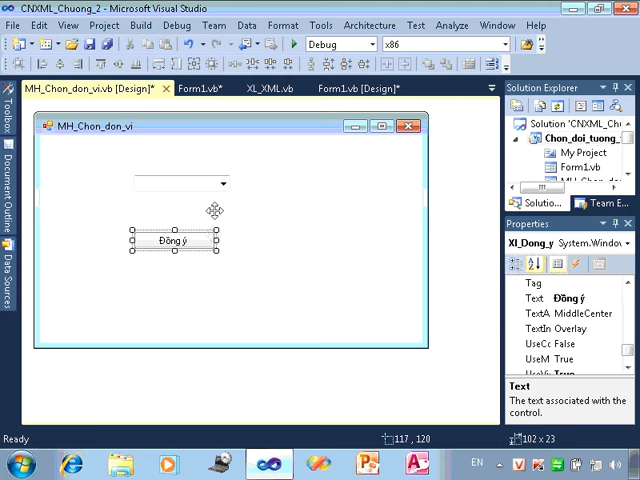 CNXML_Chuong_2 - Microsoft Visual Studio
File Edit View Project Build Debug Team Data Format Tools
Architecture Test Analyze Window Help
Debug x86
MH_Chon_don_vi.vb [Design]* Form1.vb* XL_XML.vb Form1.vb [Design]*
Toolbox
Document Outline
Data Sources
MH_Chon_don_vi
Đồng ý
Solution Explorer
Solution 'CNXML_Chu
Chon_doi_tuong_
My Project
Form1.vb
Solutio... Team E...
Properties
Xl_Dong_y System.Window
Tag
Text Đồng ý
TextA MiddleCenter
TextIn Overlay
UseCc False
UseM True
Text
The text associated with the
control.
Ready 117 , 120 102 x 23
EN